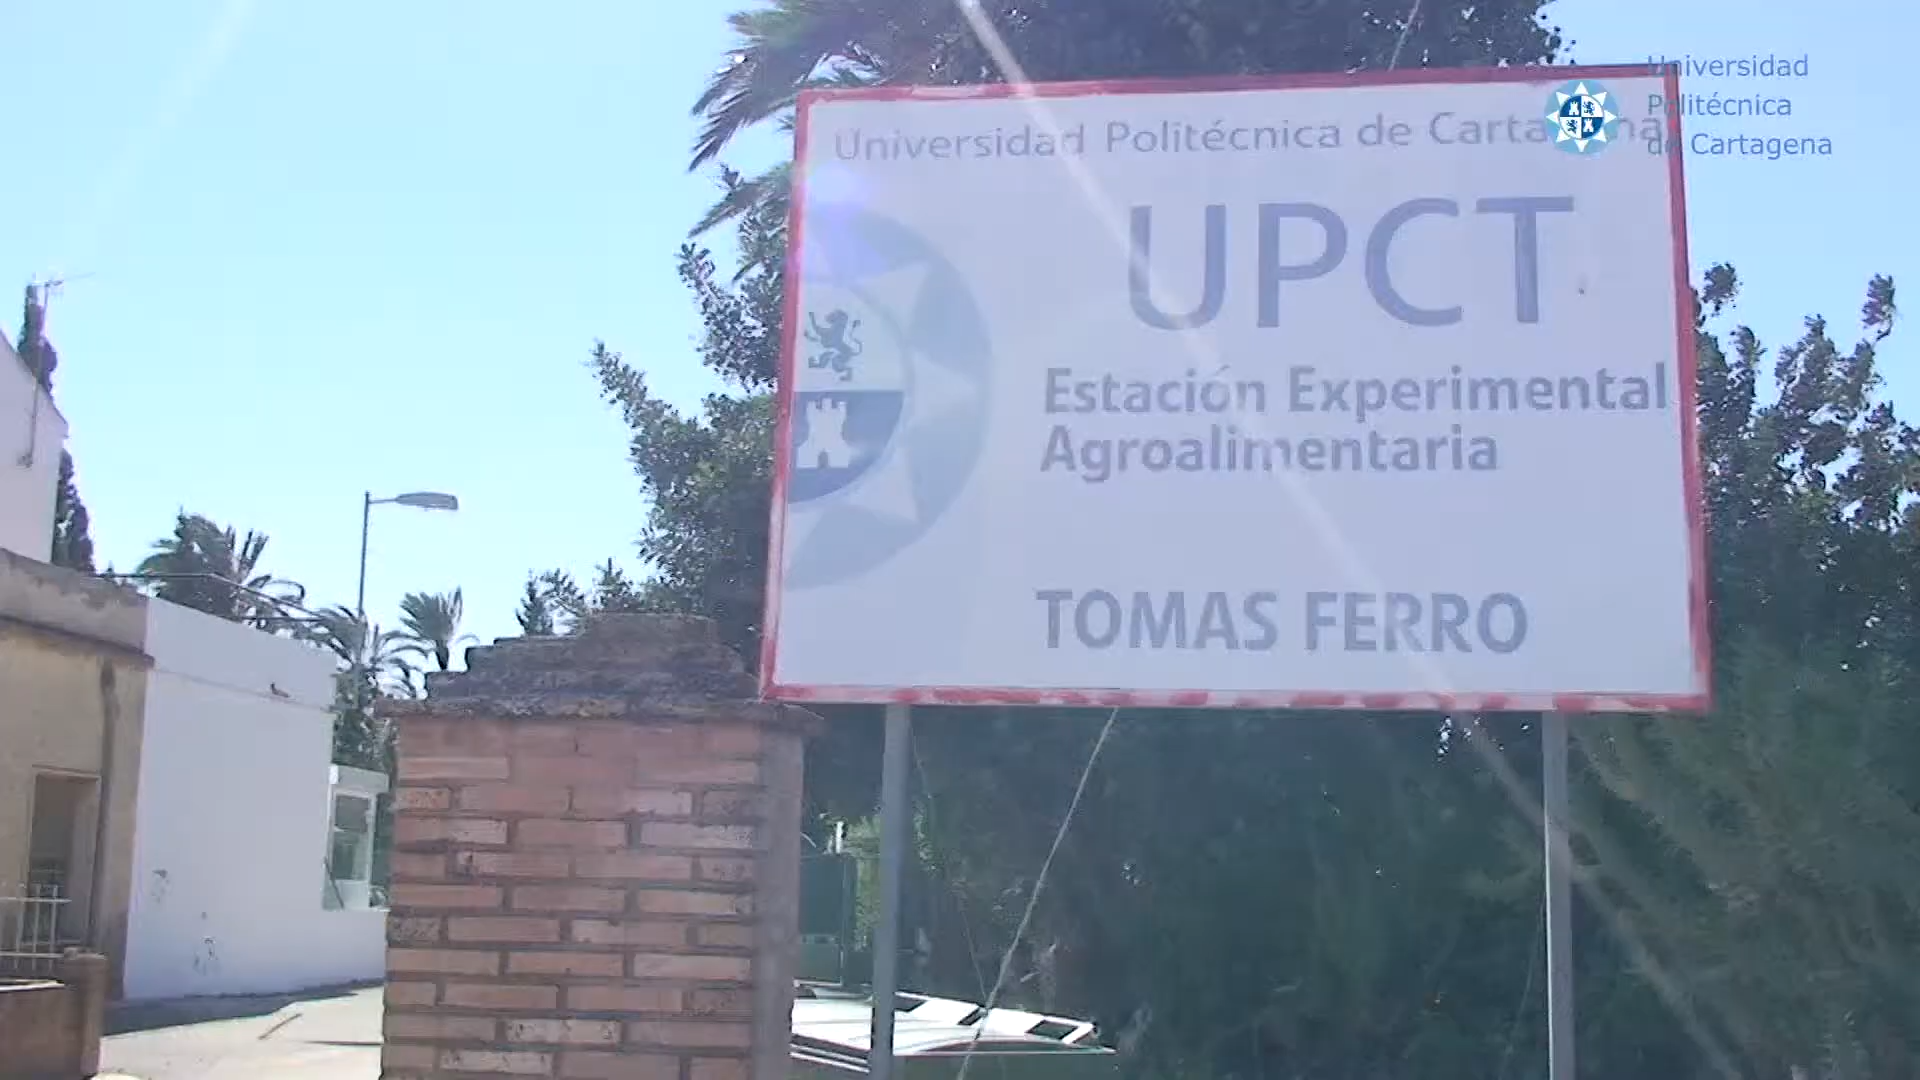 Universidad Politécnica de Cartagena
UPCT
Estación Experimental
Agroalimentaria
TOMAS FERRO
Universidad
Politécnica
de Cartagena